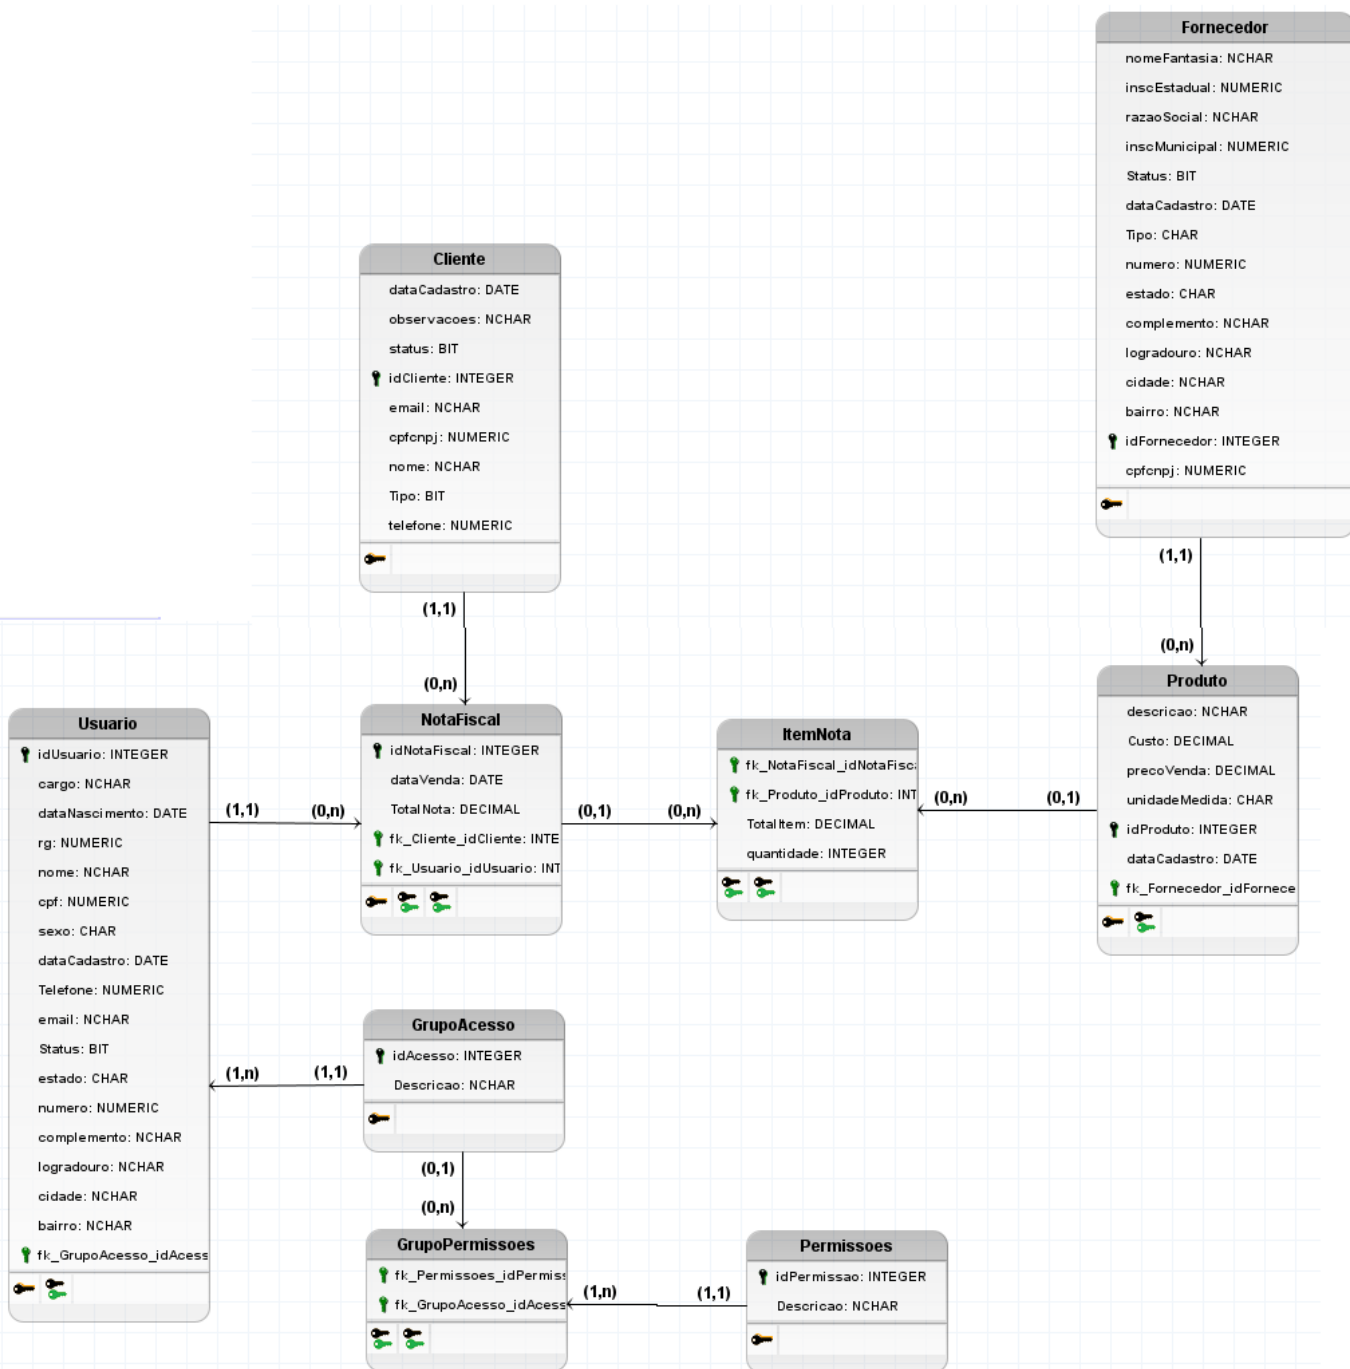 Fornecedor
nomeFantasia: NCHAR
inscEstadual: NUMERIC
razaoSocial: NCHAR
inscMunicipal: NUMERIC
Status: BIT
dataCadastro: DATE
Tipo: CHAR
numero: NUMERIC
estado: CHAR
complemento: NCHAR
logradouro: NCHAR
cidade: NCHAR
bairro: NCHAR
idFornecedor: INTEGER
cpfcnpj: NUMERIC
(1,1)
(0,n)
Cliente
dataCadastro: DATE
observacoes: NCHAR
status: BIT
idCliente: INTEGER
email: NCHAR
cpfcnpj: NUMERIC
nome: NCHAR
Tipo: BIT
telefone: NUMERIC
(1,1)
(0,n)
Usuario
idUsuario: INTEGER
cargo: NCHAR
dataNascimento: DATE
rg: NUMERIC
nome: NCHAR
cpf: NUMERIC
sexo: CHAR
dataCadastro: DATE
Telefone: NUMERIC
email: NCHAR
Status: BIT
estado: CHAR
numero: NUMERIC
complemento: NCHAR
logradouro: NCHAR
cidade: NCHAR
bairro: NCHAR
fk_GrupoAcesso_idAcess
(1,1)
(0,n)
NotaFiscal
idNotaFiscal: INTEGER
dataVenda: DATE
TotalNota: DECIMAL
fk_Cliente_idCliente: INTE
fk_Usuario_idUsuario: INT
(0,1)
(0,n)
ItemNota
fk_NotaFiscal_idNotaFisc
fk_Produto_idProduto: INT
TotalItem: DECIMAL
quantidade: INTEGER
(0,n)
(0,1)
Produto
descricao: NCHAR
Custo: DECIMAL
precoVenda: DECIMAL
unidadeMedida: CHAR
idProduto: INTEGER
dataCadastro: DATE
fk_Fornecedor_idFornece
(1,n)
(1,1)
GrupoAcesso
idAcesso: INTEGER
Descricao: NCHAR
(0,1)
(0,n)
GrupoPermissoes
fk_Permissoes_idPermiss
fk_GrupoAcesso_idAcess
(1,n)
(1,1)
Permissoes
idPermissao: INTEGER
Descricao: NCHAR